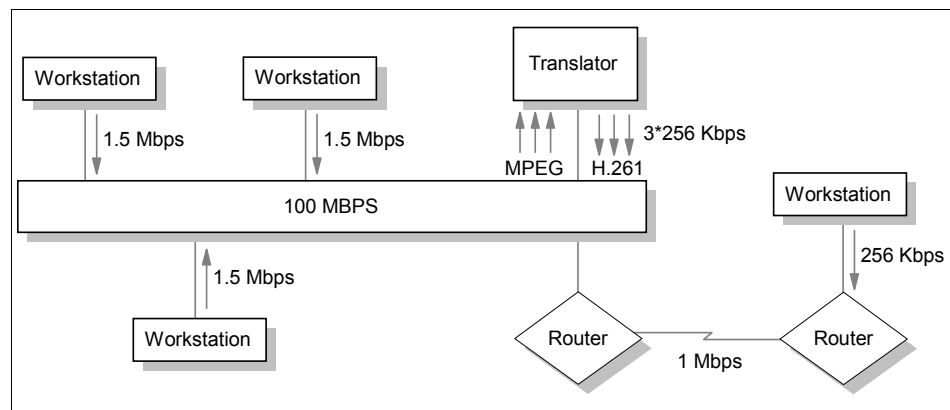 Workstation
Workstation
Translator
1.5 Mbps
1.5 Mbps
3*256 Kbps
MPEG
H.261
100 MBPS
Workstation
1.5 Mbps
256 Kbps
Workstation
Router
Router
1 Mbps